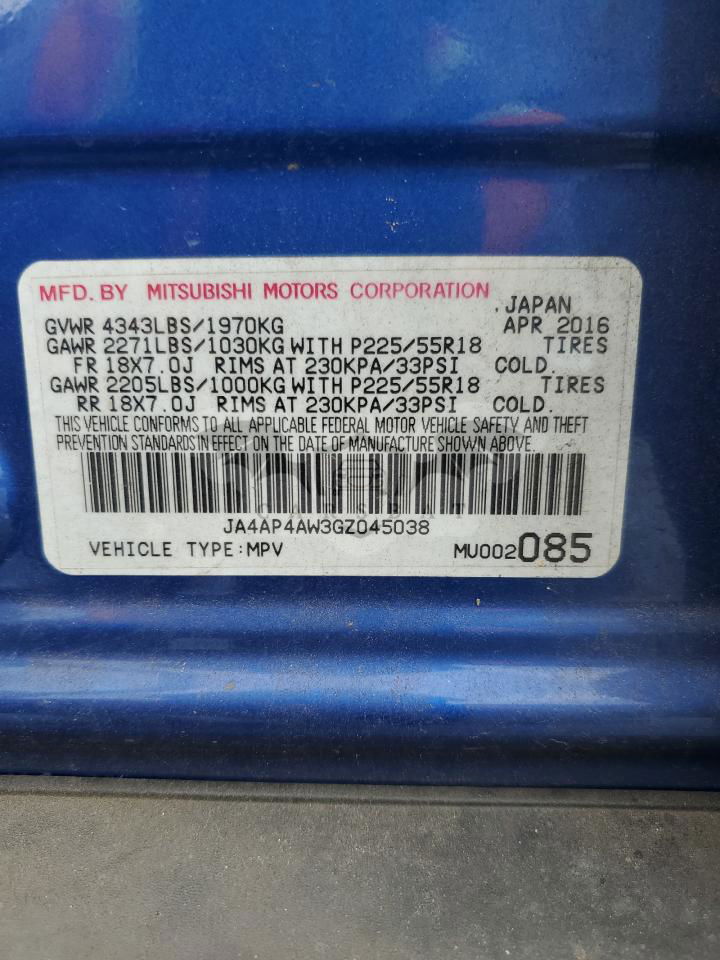 MFD. BY MITSUBISHI MOTORS CORPORATION
. JAPAN
GVWR 4343LBS/1970KG APR 2016
GAWR 2271LBS/1030KG WITH P225/55R18 TIRES
FR 18X7.0J RIMS AT 230KPA/33PSI COLD.
GAWR 2205LBS/1000KG WITH P225/55R18 TIRES
RR 18X7.0J RIMS AT 230KPA/33PSI COLD.
THIS VEHICLE CONFORMS TO ALL APPLICABLE FEDERAL MOTOR VEHICLE SAFETY AND THEFT
PREVENTION STANDARDS IN EFFECT ON THE DATE OF MANUFACTURE SHOWN ABOVE.
JA4AP4AW3GZ045038
VEHICLE TYPE:MPV MU002085